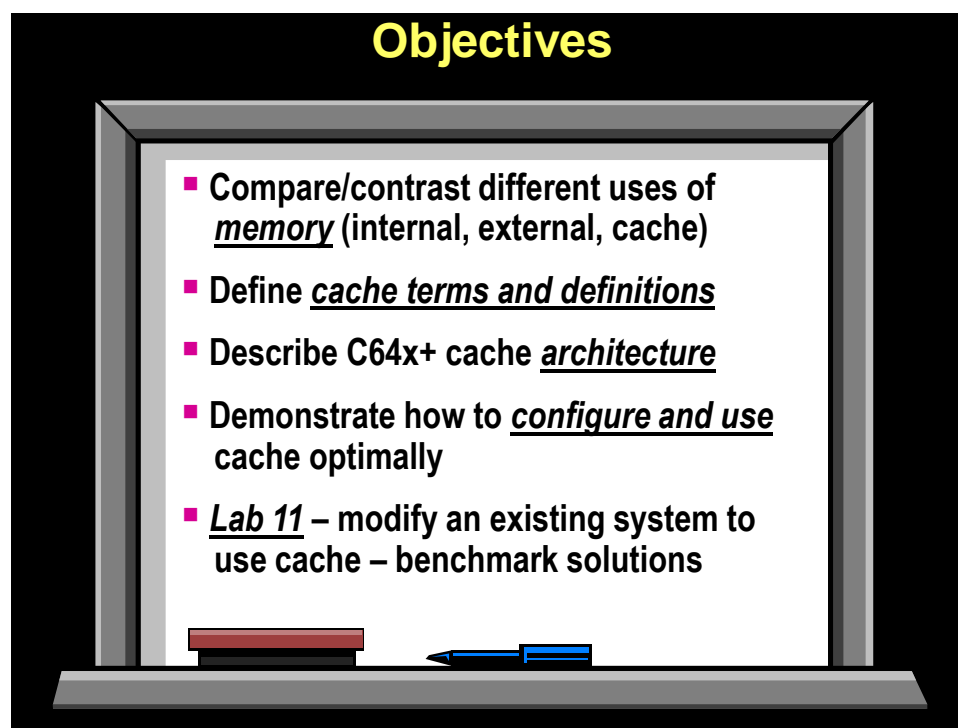 Objectives
▪ Compare/contrast different uses of
memory (internal, external, cache)
▪ Define cache terms and definitions
▪ Describe C64x+ cache architecture
▪ Demonstrate how to configure and use
cache optimally
▪ Lab 11 – modify an existing system to
use cache – benchmark solutions